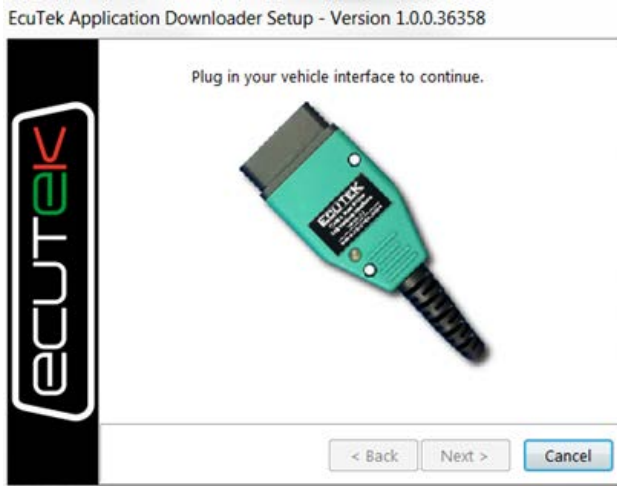 EcuTek Application Downloader Setup - Version 1.0.0.36358
Plug in your vehicle interface to continue.
ECUTEK
ecutek
< Back
Next >
Cancel